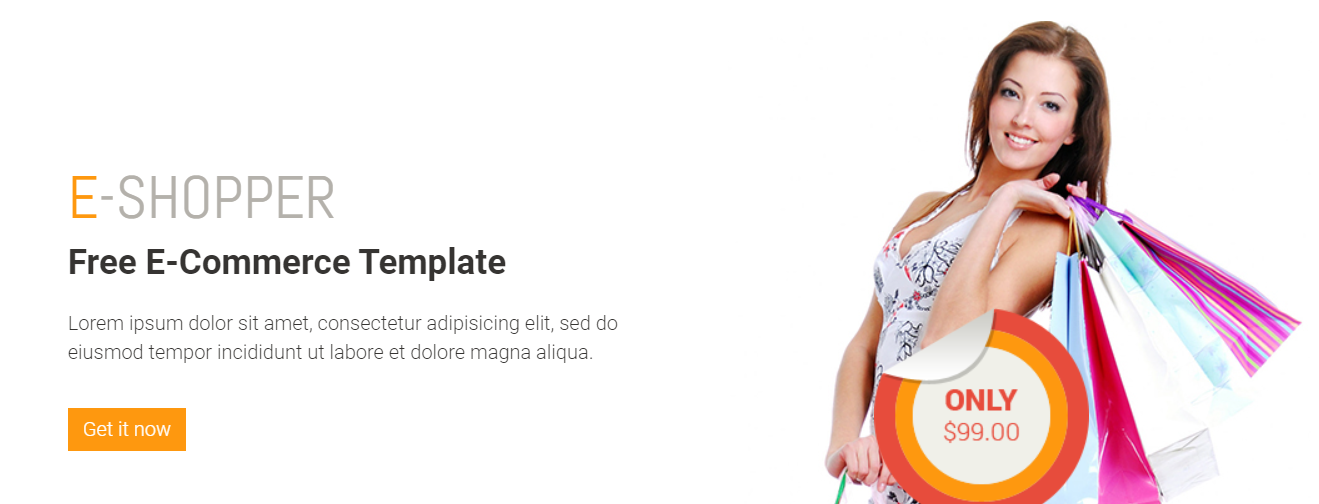 E-SHOPPER
Free E-Commerce Template
Lorem ipsum dolor sit amet, consectetur adipisicing elit, sed do
eiusmod tempor incididunt ut labore et dolore magna aliqua.
Get it now
ONLY
$99.00